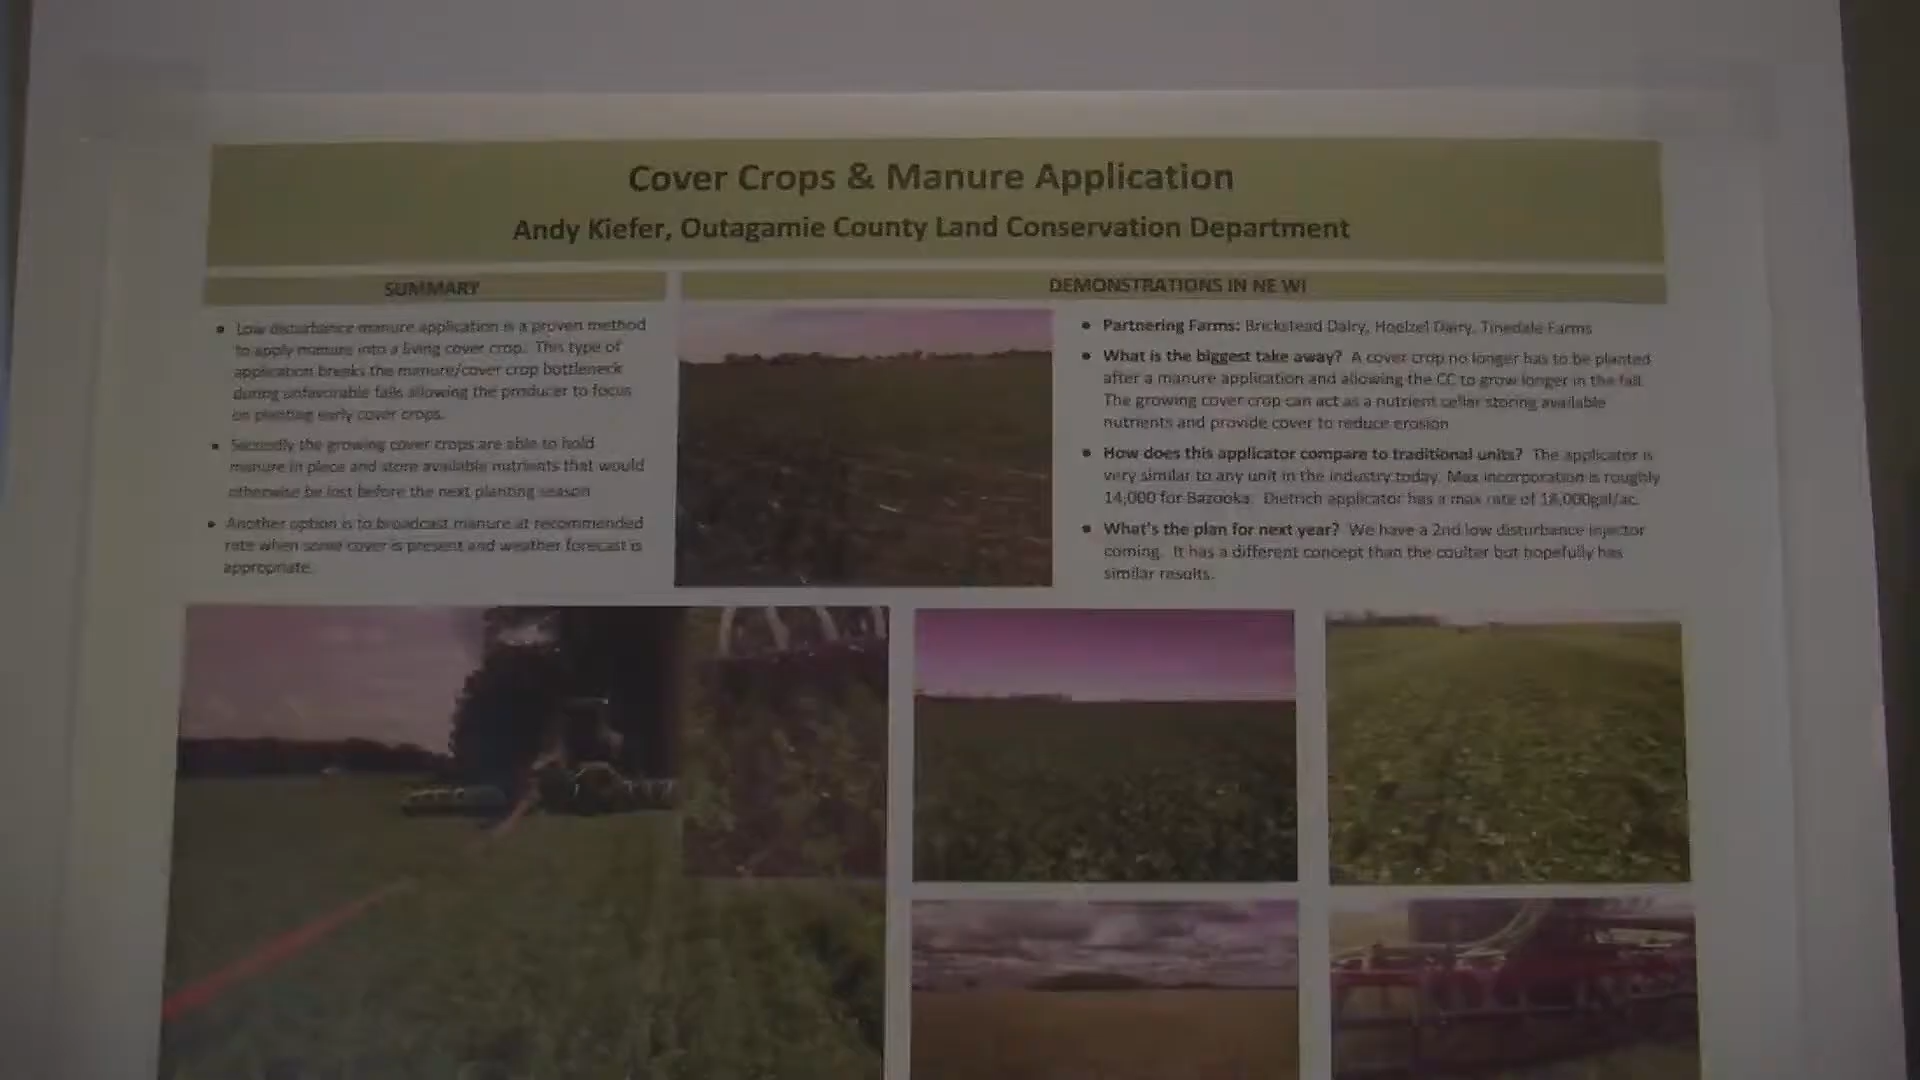 Cover Crops & Manure Application
Andy Kiefer, Outagamie County Land Conservation Department
SUMMARY
• Low disturbance manure application is a proven method
to apply manure into a living cover crop. This type of
application breaks the manure/cover crop bottleneck
during unfavorable falls allowing the producer to focus
on planting early cover crops.
• Secondly the growing cover crops are able to hold
manure in place and store available nutrients that would
otherwise be lost before the next planting season
• Another option is to broadcast manure at recommended
rate when some cover is present and weather forecast is
appropriate.
DEMONSTRATIONS IN NE WI
• Partnering Farms: Brickstead Dairy, Hoelzel Dairy, Tinedale Farms
• What is the biggest take away? A cover crop no longer has to be planted
after a manure application and allowing the CC to grow longer in the fall.
The growing cover crop can act as a nutrient cellar storing available
nutrients and provide cover to reduce erosion
• How does this applicator compare to traditional units? The applicator is
very similar to any unit in the industry today. Max incorporation is roughly
14,000 for Bazooka. Dietrich applicator has a max rate of 18,000gal/ac.
• What's the plan for next year? We have a 2nd low disturbance injector
coming. It has a different concept than the coulter but hopefully has
similar results.